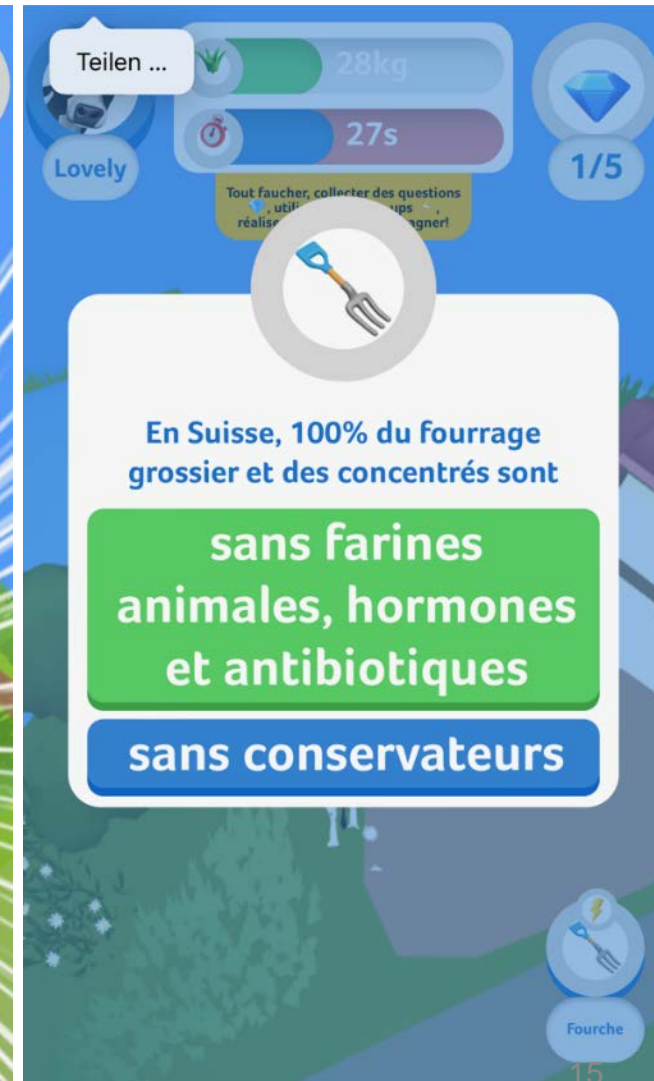 Teilen ...
28kg
Lovely
27s
1/5
Tout faucher, collecter des questions
En Suisse, 100% du fourrage
grossier et des concentrés sont
sans farines
animales, hormones
et antibiotiques
sans conservateurs
Fourche
15